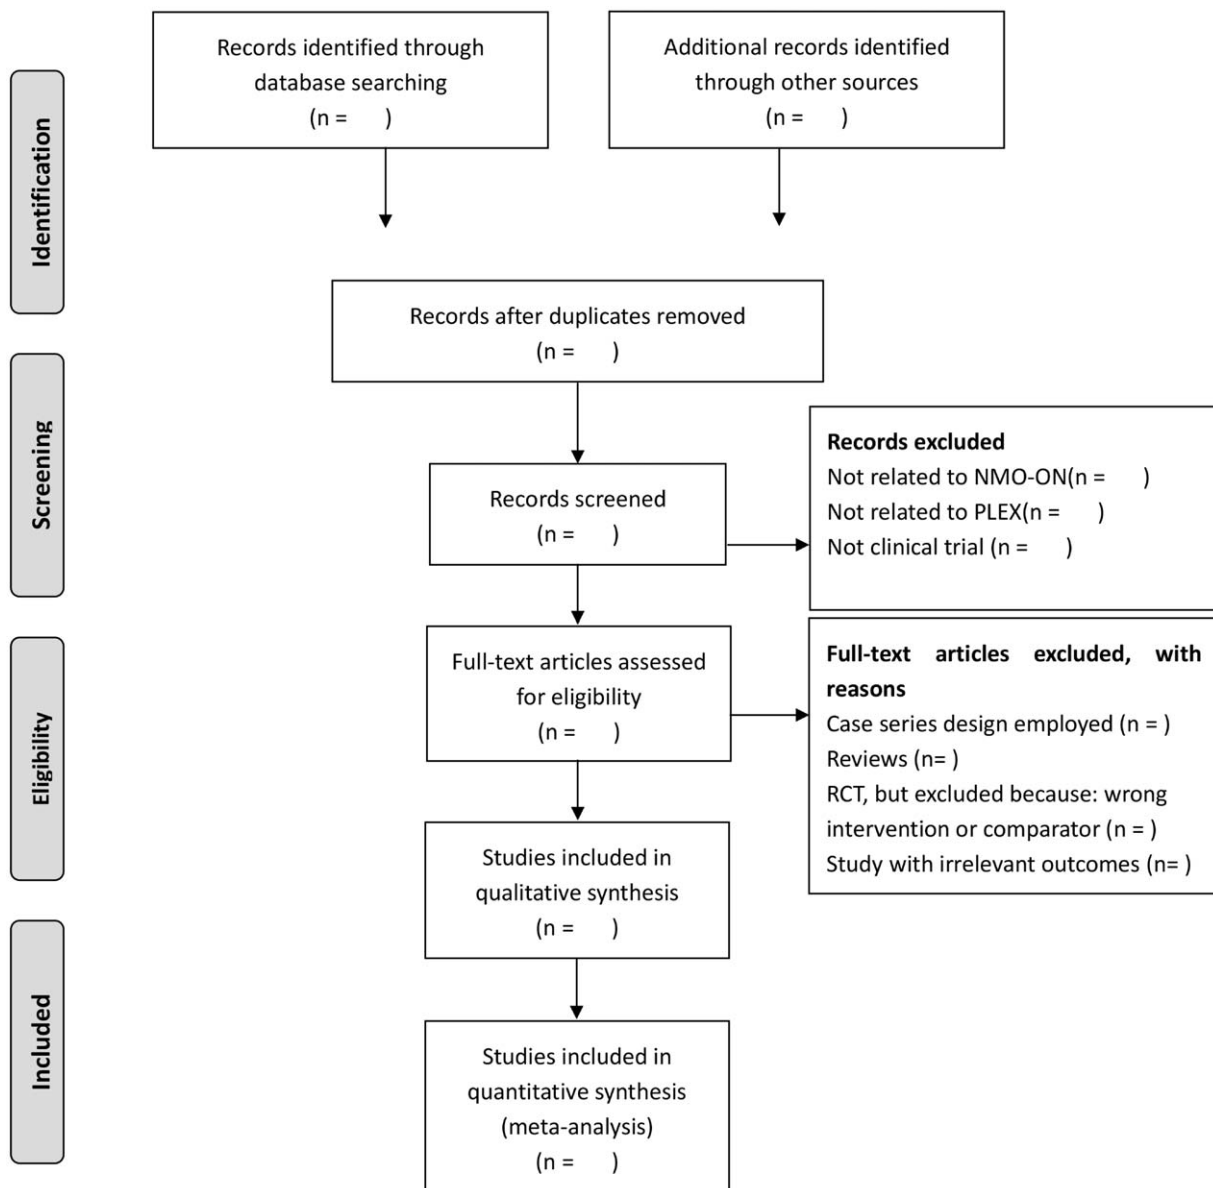 Identification
Records identified through
database searching
(n =      )
Additional records identified
through other sources
(n =      )
Records after duplicates removed
(n =      )
Screening
Records screened
(n =      )
Records excluded
Not related to NMO-ON(n =      )
Not related to PLEX(n =      )
Not clinical trial (n =      )
Eligibility
Full-text articles assessed
for eligibility
(n =      )
Full-text articles excluded, with
reasons
Case series design employed (n = )
Reviews (n= )
RCT, but excluded because: wrong
intervention or comparator (n = )
Study with irrelevant outcomes (n= )
Studies included in
qualitative synthesis
(n =      )
Included
Studies included in
quantitative synthesis
(meta-analysis)
(n =      )